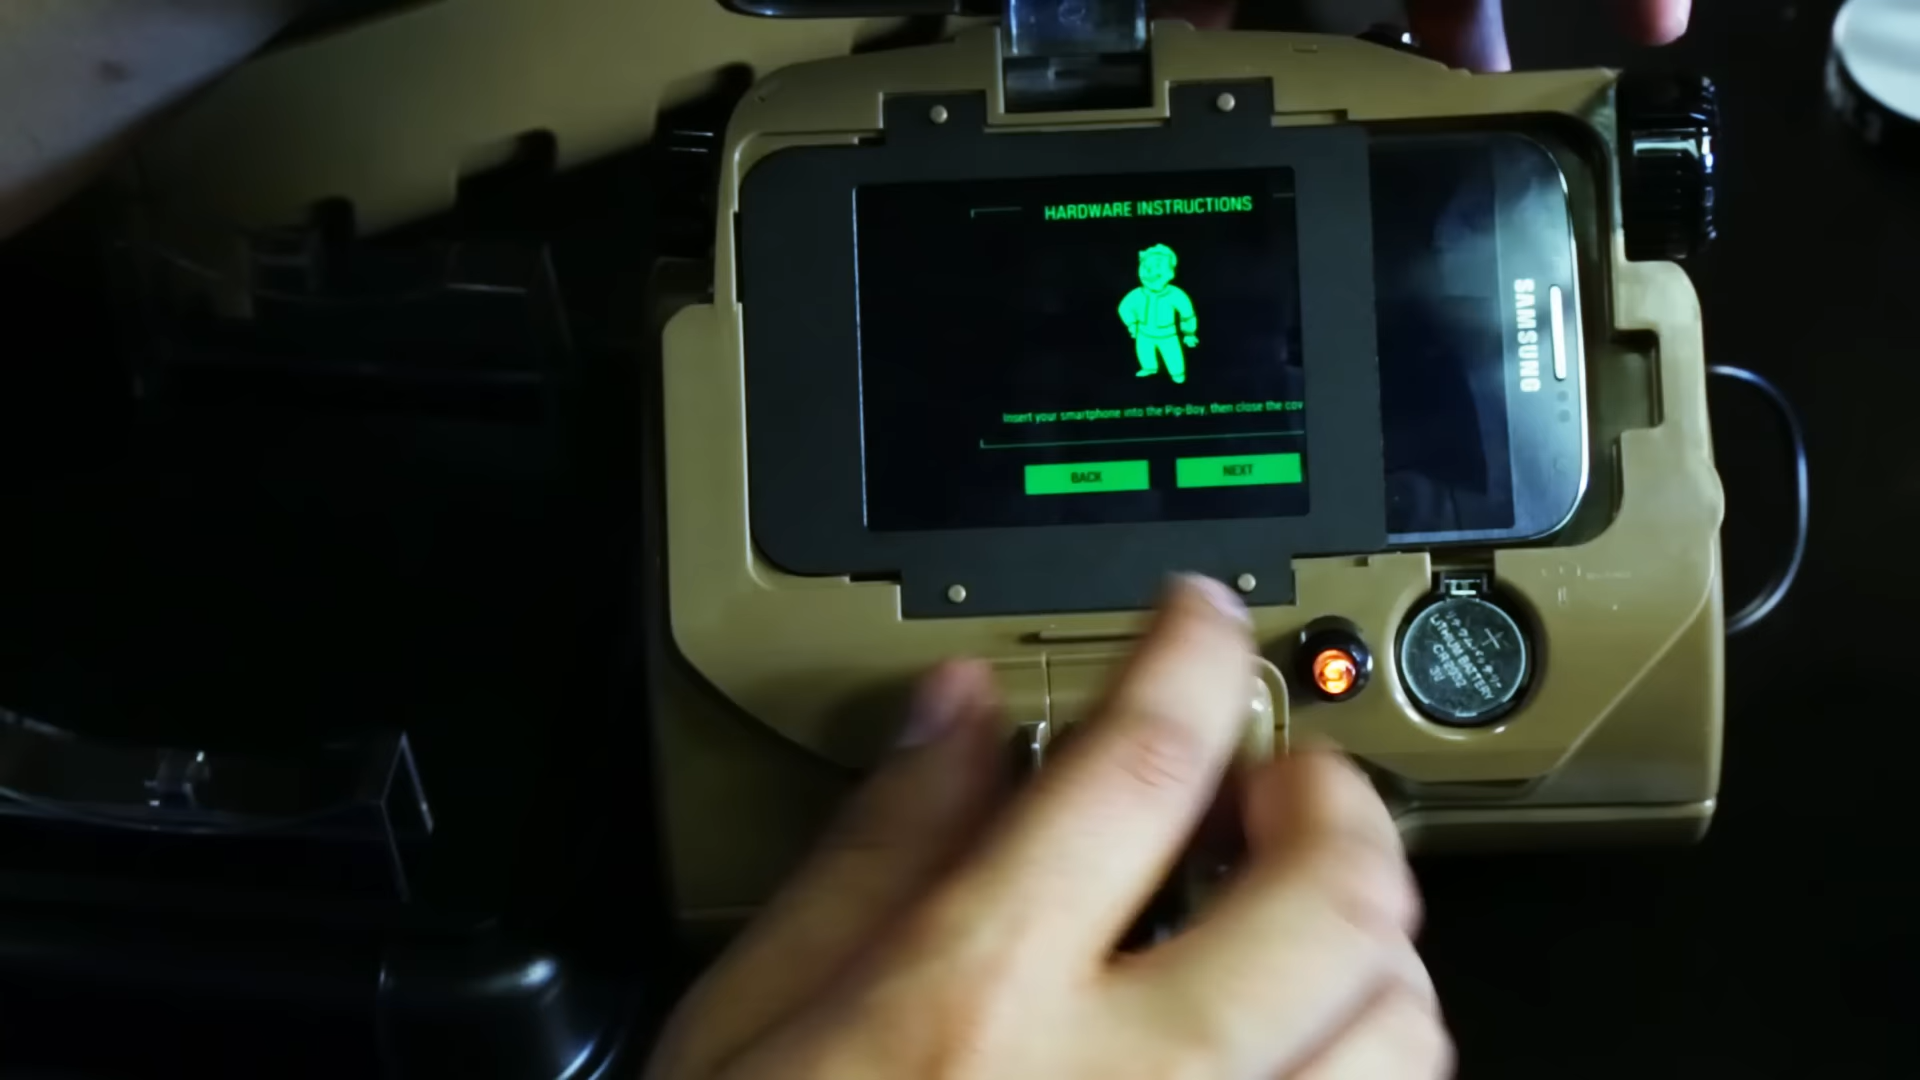 HARDWARE INSTRUCTIONS
Insert your smartphone into the Pip-Boy, then close the cov
BACK
NEXT
SAMSUNG
+
LITHIUM BATTERY
CR2032
3V